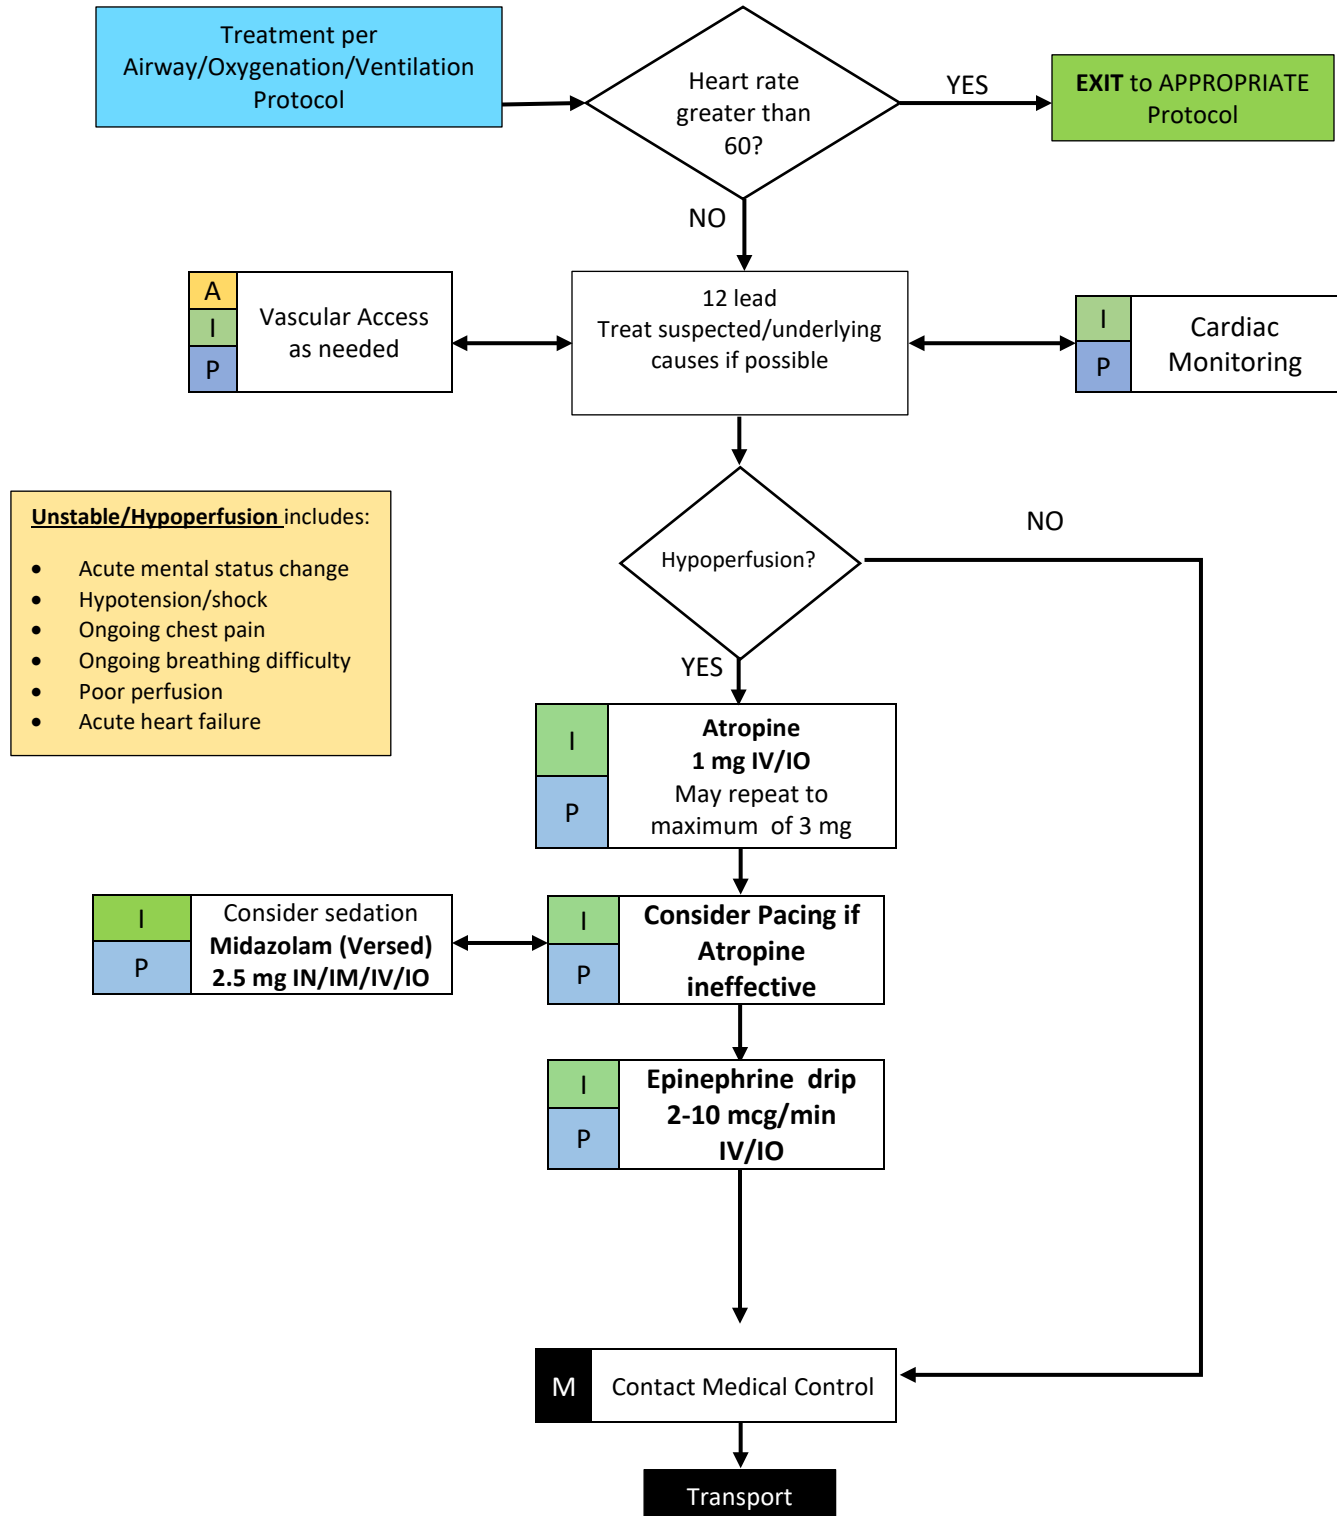 Treatment per
Airway/Oxygenation/Ventilation
Protocol
Heart rate
greater than
60?
YES
EXIT to APPROPRIATE
Protocol
NO
A
I
P
Vascular Access
as needed
12 lead
Treat suspected/underlying
causes if possible
I
P
Cardiac
Monitoring
Unstable/Hypoperfusion includes:
• Acute mental status change
• Hypotension/shock
• Ongoing chest pain
• Ongoing breathing difficulty
• Poor perfusion
• Acute heart failure
Hypoperfusion?
NO
YES
I
P
Atropine
1 mg IV/IO
May repeat to
maximum of 3 mg
I
P
Consider sedation
Midazolam (Versed)
2.5 mg IN/IM/IV/IO
I
P
Consider Pacing if
Atropine
ineffective
I
P
Epinephrine drip
2-10 mcg/min
IV/IO
M
Contact Medical Control
Transport